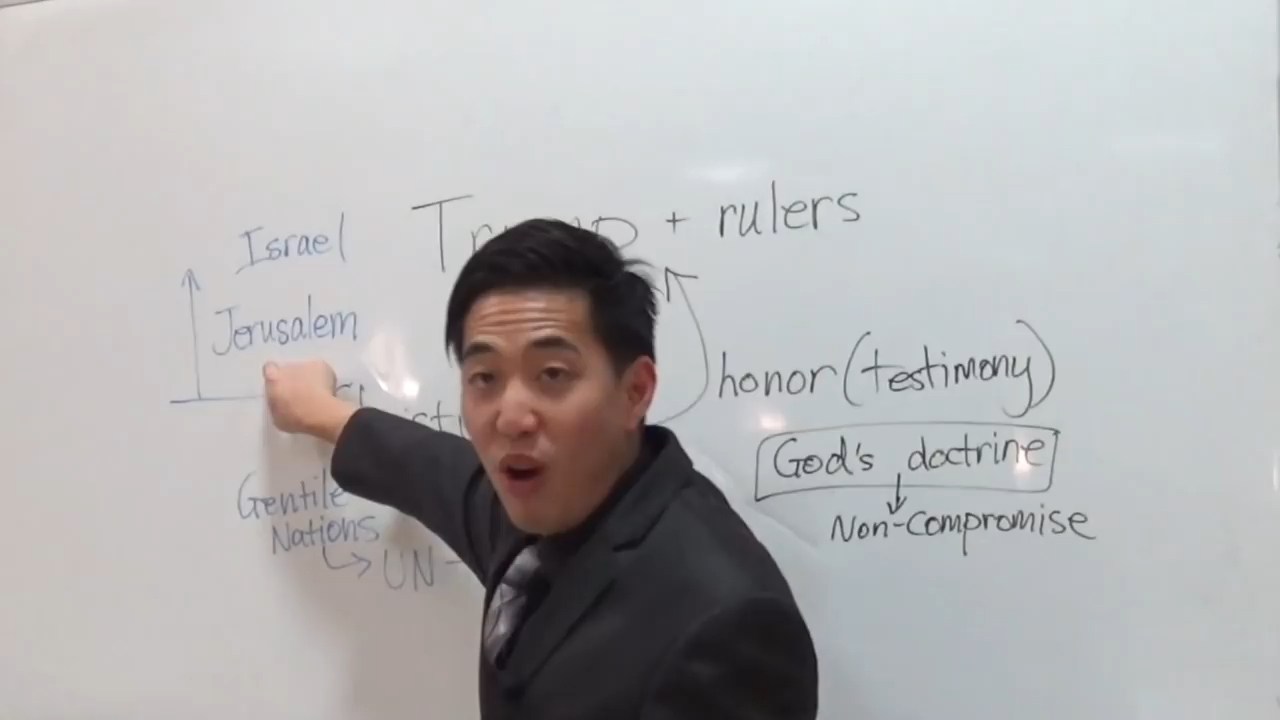 Israel
Jerusalem
Gentile
Nations
UN
+ rulers
honor (testimony)
God's doctrine
Non-Compromise